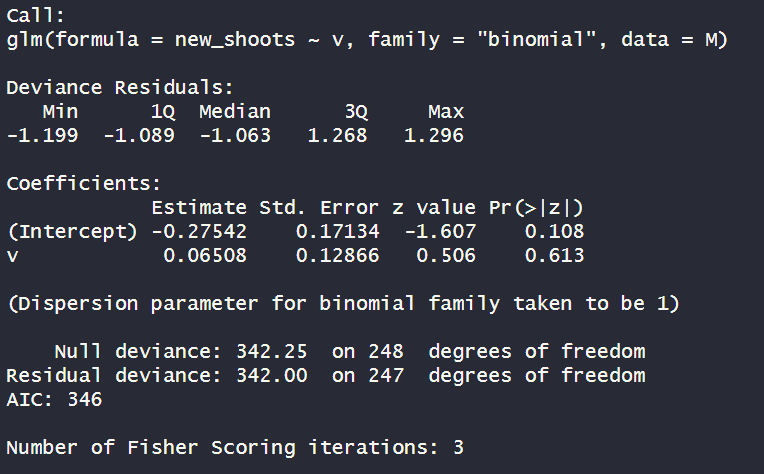 Call:
glm(formula = new_shoots ~ v, family = "binomial", data = M)
Deviance Residuals:
Min 1Q Median 3Q Max
-1.199 -1.089 -1.063 1.268 1.296
Coefficients:
Estimate Std. Error z value Pr(>|z|)
(Intercept) -0.27542 0.17134 -1.607 0.108
v 0.06508 0.12866 0.506 0.613
(Dispersion parameter for binomial family taken to be 1)
Null deviance: 342.25 on 248 degrees of freedom
Residual deviance: 342.00 on 247 degrees of freedom
AIC: 346
Number of Fisher Scoring iterations: 3